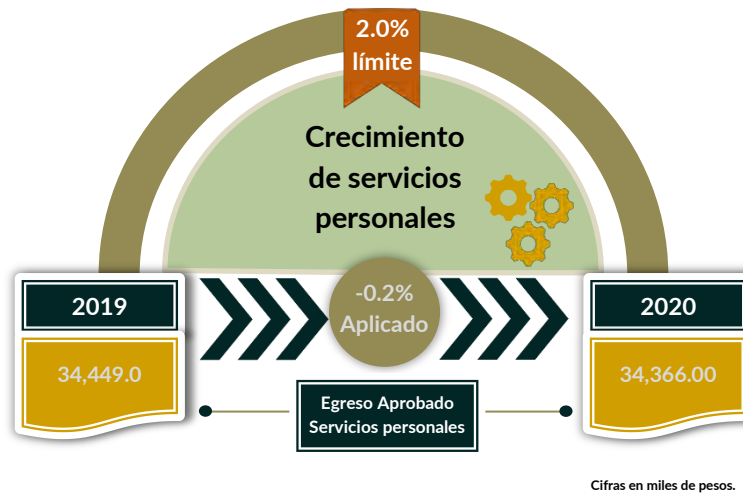 2.0%
límite
Crecimiento
de servicios
personales
2019
-0.2%
Aplicado
2020
34,449.0
34,366.00
Egreso Aprobado
Servicios personales
Cifras en miles de pesos.